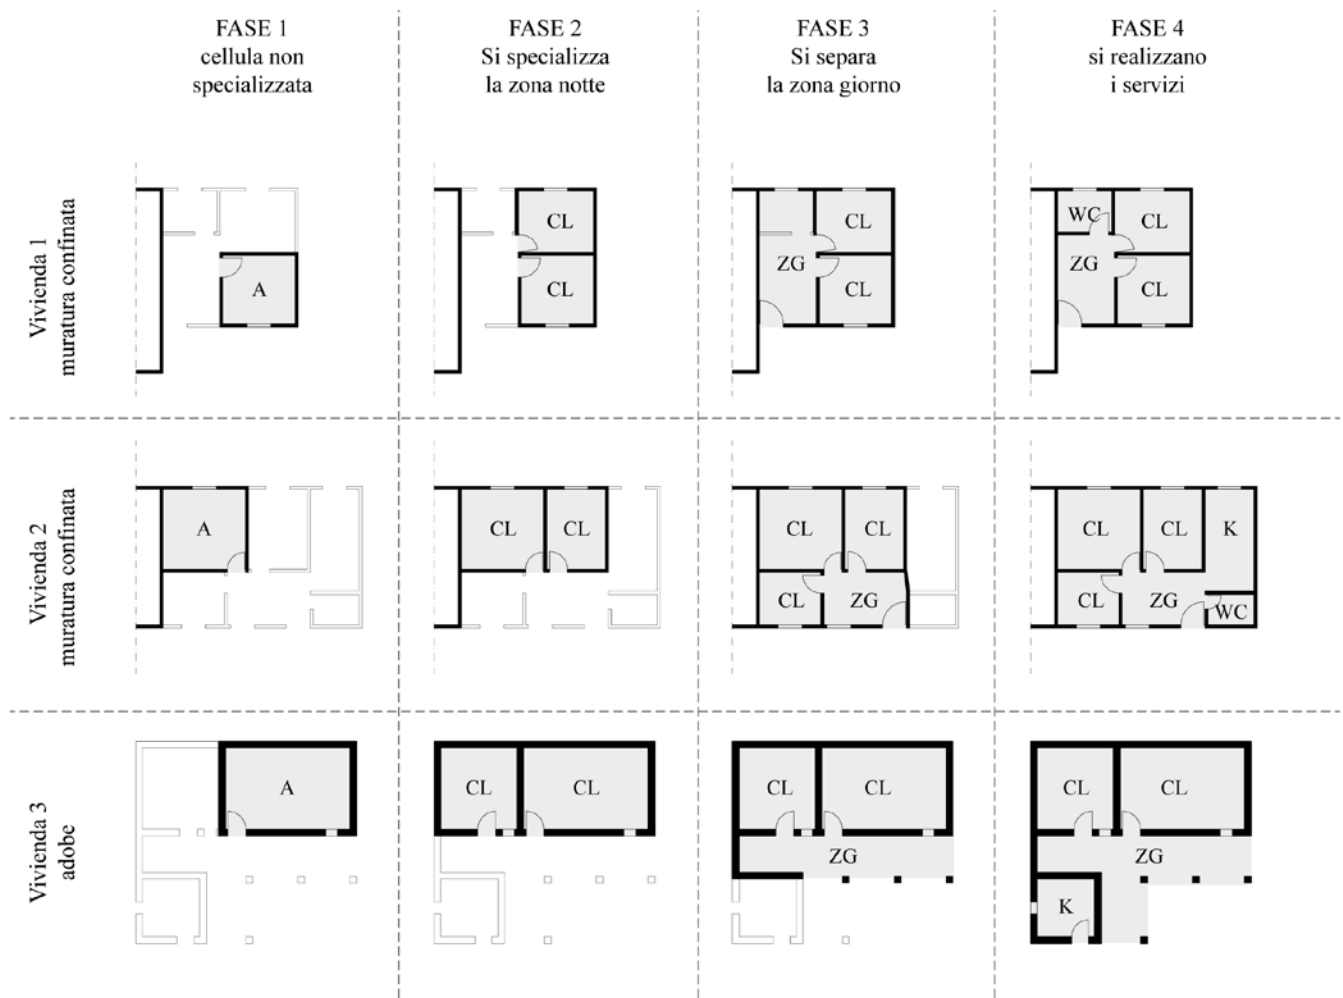 FASE 1
cellula non
specializzata
FASE 2
Si specializza
la zona notte
FASE 3
Si separa
la zona giorno
FASE 4
si realizzano
i servizi
Vivienda 1
muratura confinata
A
CL
CL
CL
ZG
CL
WC
CL
ZG
CL
Vivienda 2
muratura confinata
A
CL
CL
CL
CL
CL
ZG
CL
CL
K
CL
ZG
WC
Vivienda 3
adobe
A
CL
CL
CL
CL
ZG
CL
CL
ZG
K